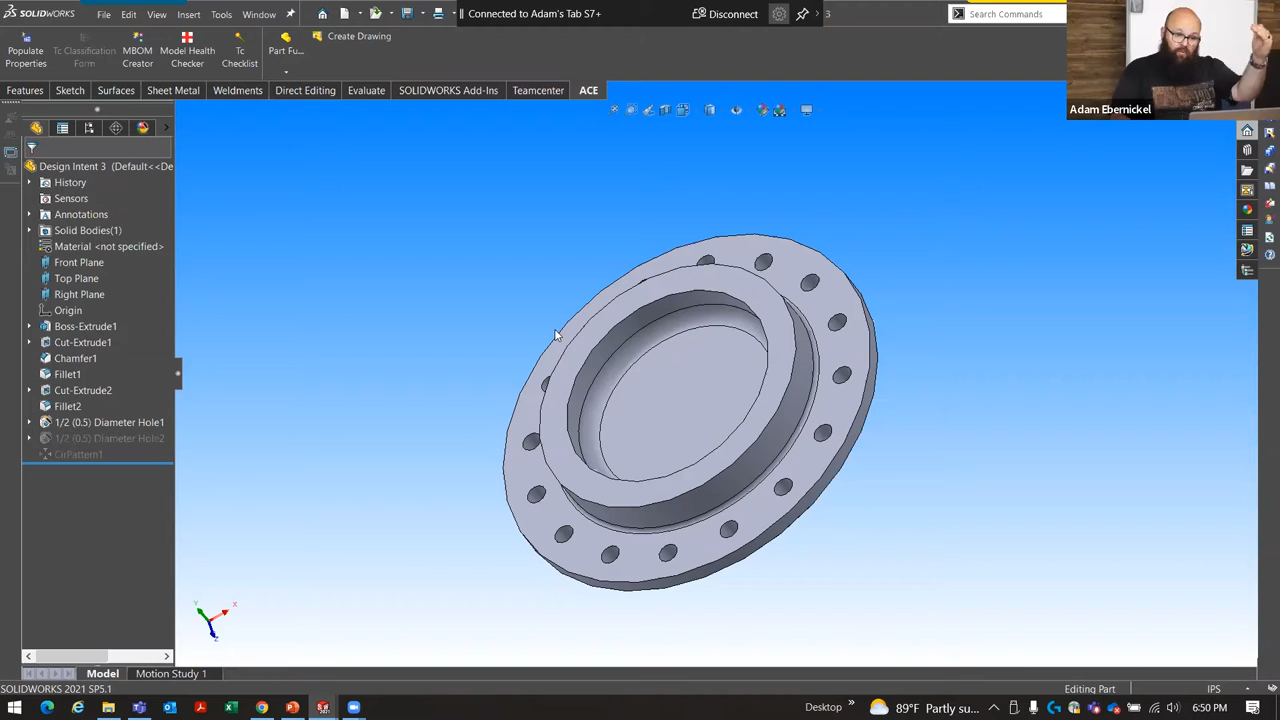 SOLIDWORKS
File Edit View Insert Tools Window
Connected to Adam's Tab S7+
Disconnect
3
Search Commands
Populate Properties
Tc Classification Form
MBOM Creator
Model Health Checker
Tc Checklist
Part Fu...
Create Drawing
Features Sketch Surfaces Sheet Metal Weldments Direct Editing Evaluate SOLIDWORKS Add-Ins Teamcenter ACE
Adam Ebernickel
Design Intent 3 (Default<<De
History
Sensors
Annotations
Solid Bodies(1)
Material <not specified>
Front Plane
Top Plane
Right Plane
Origin
Boss-Extrude1
Cut-Extrude1
Chamfer1
Fillet1
Cut-Extrude2
Fillet2
1/2 (0.5) Diameter Hole1
1/2 (0.5) Diameter Hole2
CirPattern1
Y
X
Z
Model Motion Study 1
SOLIDWORKS 2021 SP5.1
Editing Part
IPS
Desktop
89°F Partly su...
6:50 PM